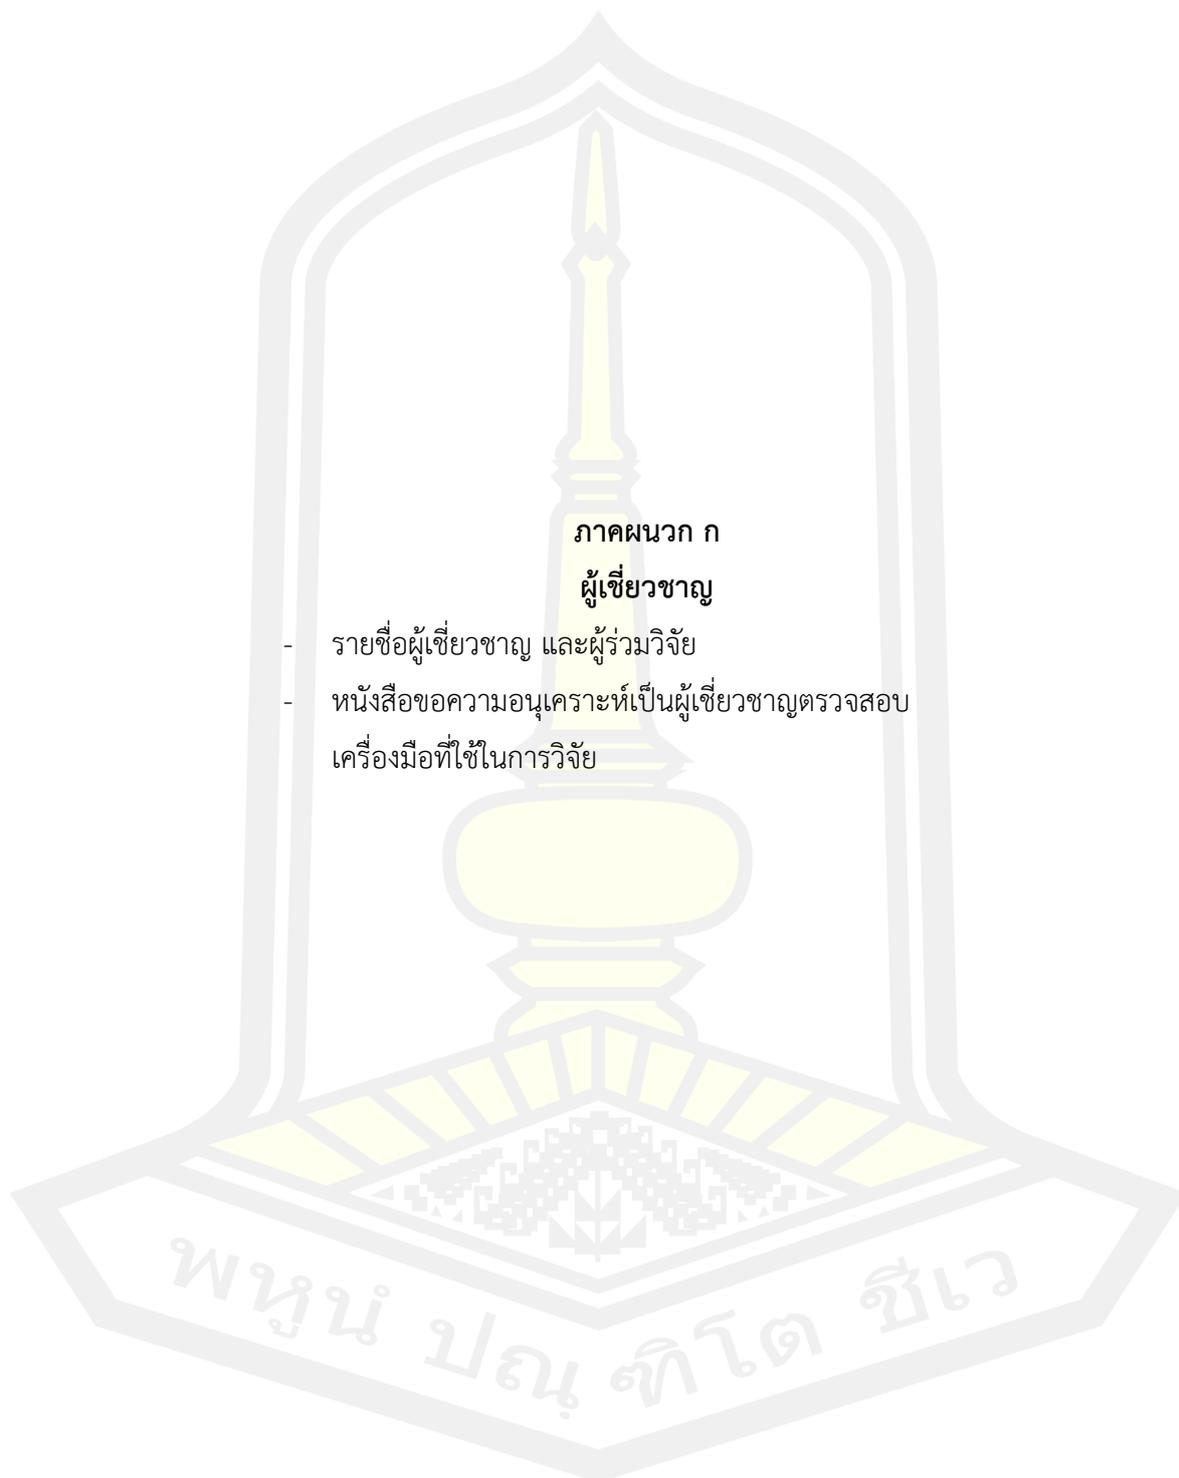 ภาคผนวก ก
ผู้เชี่ยวชาญ
- รายชื่อผู้เชี่ยวชาญ และผู้ร่วมวิจัย
- หนังสือขอความอนุเคราะห์เป็นผู้เชี่ยวชาญตรวจสอบ
เครื่องมือที่ใช้ในการวิจัย
พหูนํ ปณฺฑิโต ชีเว